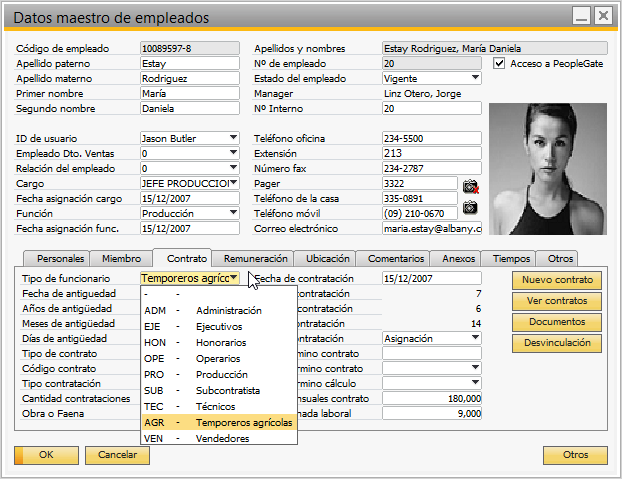 Datos maestro de empleados
Código de empleado 10089597-8 Apellidos y nombres Estay Rodriguez, María Daniela
Apellido paterno Estay Nº de empleado 20 Acceso a PeopleGate
Apellido materno Rodriguez Estado del empleado Vigente
Primer nombre María Manager Linz Otero, Jorge
Segundo nombre Daniela Nº Interno 20
ID de usuario Jason Butler Teléfono oficina 234-5500
Empleado Dto. Ventas 0 Extensión 213
Relación del empleado 0 Número fax 234-2787
Cargo JEFE PRODUCCION Pager 3322
Fecha asignación cargo 15/12/2007 Teléfono de la casa 335-0891
Función Producción Teléfono móvil (09) 210-0670
Fecha asignación func. 15/12/2007 Correo electrónico maria.estay@albany.c
Personales Miembro Contrato Remuneración Ubicación Comentarios Anexos Tiempos Otros
Tipo de funcionario Temporeros agríco Fecha de contratación 15/12/2007 Nuevo contrato
Fecha de antiguedad - - ntratación 7
Años de antigüedad ADM - Administración ntratación 6 Ver contratos
Meses de antigüedad EJE - Ejecutivos ntratación 14 Documentos
Días de antigüedad HON - Honorarios ntratación Asignación Desvinculación
Tipo de contrato OPE - Operarios rmino contrato
Código contrato PRO - Producción rmino contrato
Tipo contratación SUB - Subcontratista rmino cálculo
Cantidad contrataciones TEC - Técnicos nsuales contrato 180,000
Obra o Faena AGR - Temporeros agrícolas nada laboral 9,000
VEN - Vendedores
OK Cancelar Otros